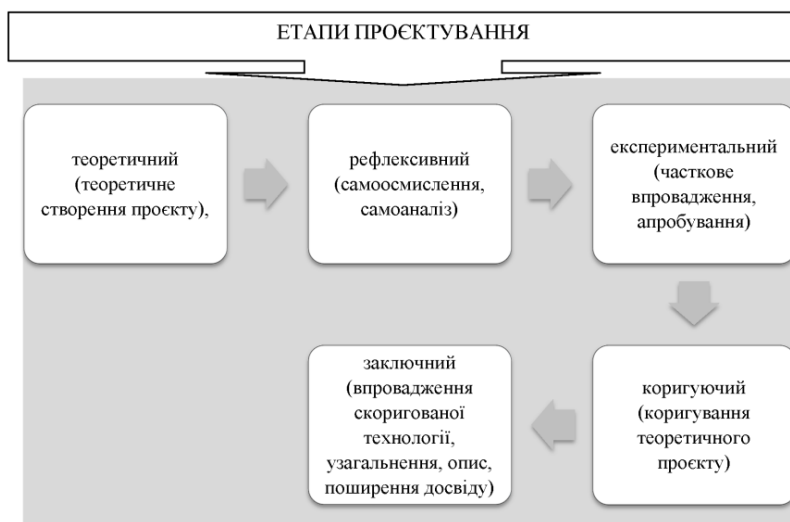 ЕТАПИ ПРОЄКТУВАННЯ
теоретичний
(теоретичне
створення проєкту),
рефлексивний
(самоосмислення,
самоаналіз)
експериментальний
(часткове
впровадження,
апробування)
коригуючий
(коригування
теоретичного
проєкту)
заключний
(впровадження
скоригованої
технології,
узагальнення, опис,
поширення досвіду)